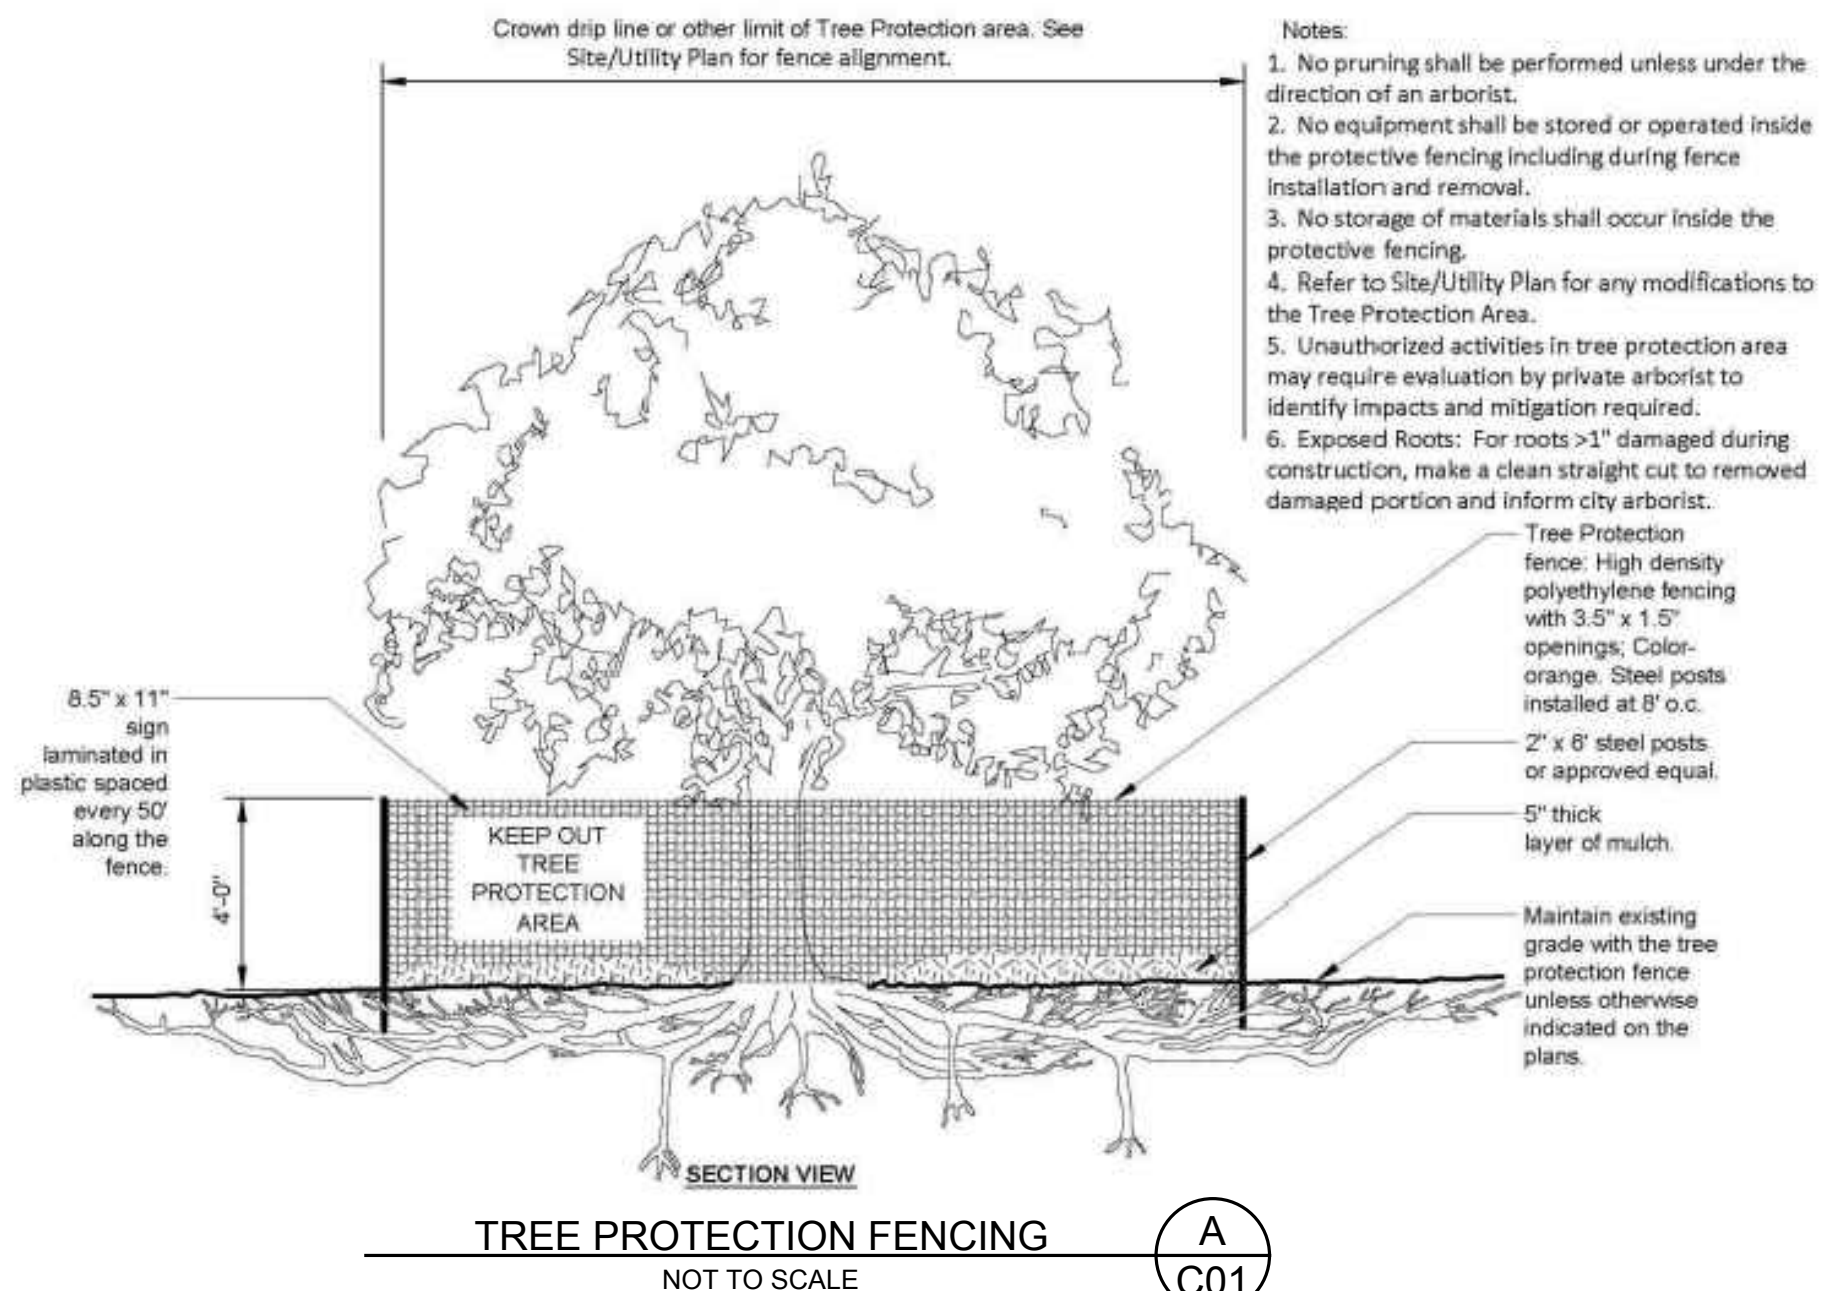 Crown drip line or other limit of Tree Protection area. See
Site/Utility Plan for fence alignment.
Notes:
1. No pruning shall be performed unless under the
direction of an arborist.
2. No equipment shall be stored or operated inside
the protective fencing including during fence
installation and removal.
3. No storage of materials shall occur inside the
protective fencing.
4. Refer to Site/Utility Plan for any modifications to
the Tree Protection Area.
5. Unauthorized activities in tree protection area
may require evaluation by private arborist to
identify impacts and mitigation required.
6. Exposed Roots: For roots >1" damaged during
construction, make a clean straight cut to removed
damaged portion and inform city arborist.
Tree Protection
fence: High density
polyethylene fencing
with 3.5" x 1.5"
openings; Color-
orange. Steel posts
installed at 8' o.c.
2" x 6' steel posts
or approved equal.
5" thick
layer of mulch.
Maintain existing
grade with the tree
protection fence
unless otherwise
indicated on the
plans.
8.5" x 11"
sign
laminated in
plastic spaced
every 50'
along the
fence.
4'-0"
KEEP OUT
TREE
PROTECTION
AREA
SECTION VIEW
TREE PROTECTION FENCING
NOT TO SCALE
A
C01